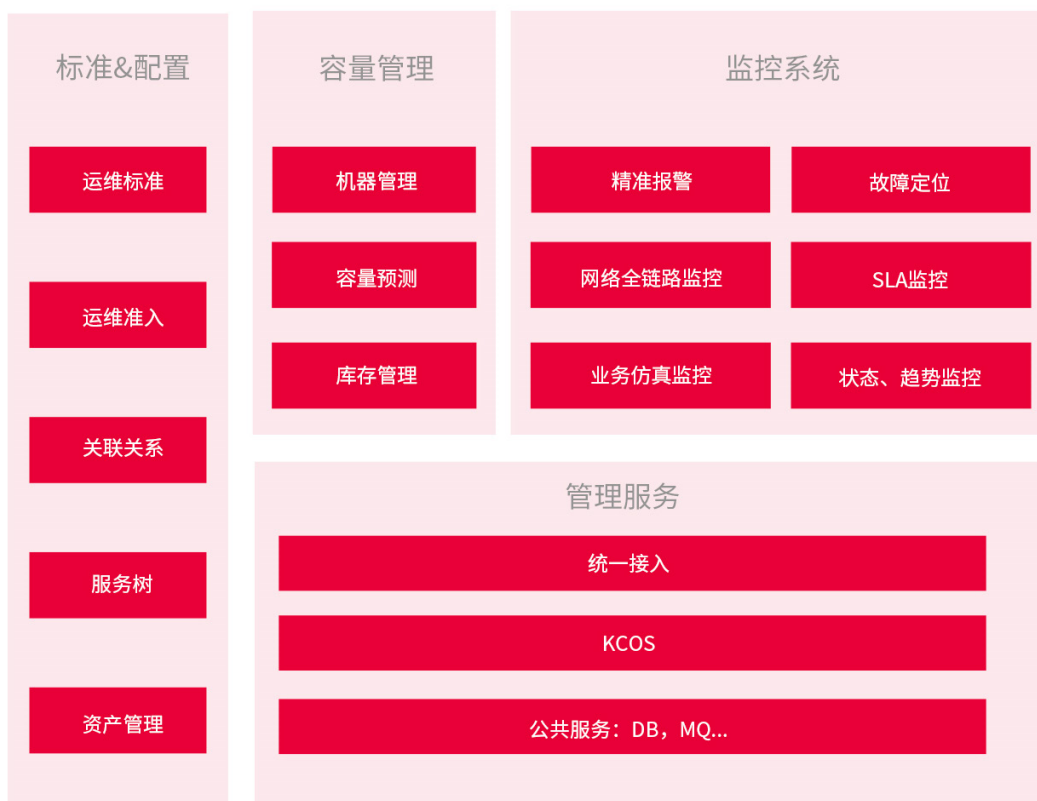 标准&配置
运维标准
运维准入
关联关系
服务树
资产管理
容量管理
机器管理
容量预测
库存管理
监控系统
精准报警
故障定位
网络全链路监控
SLA监控
业务仿真监控
状态、趋势监控
管理服务
统一接入
KCOS
公共服务：DB，MQ...